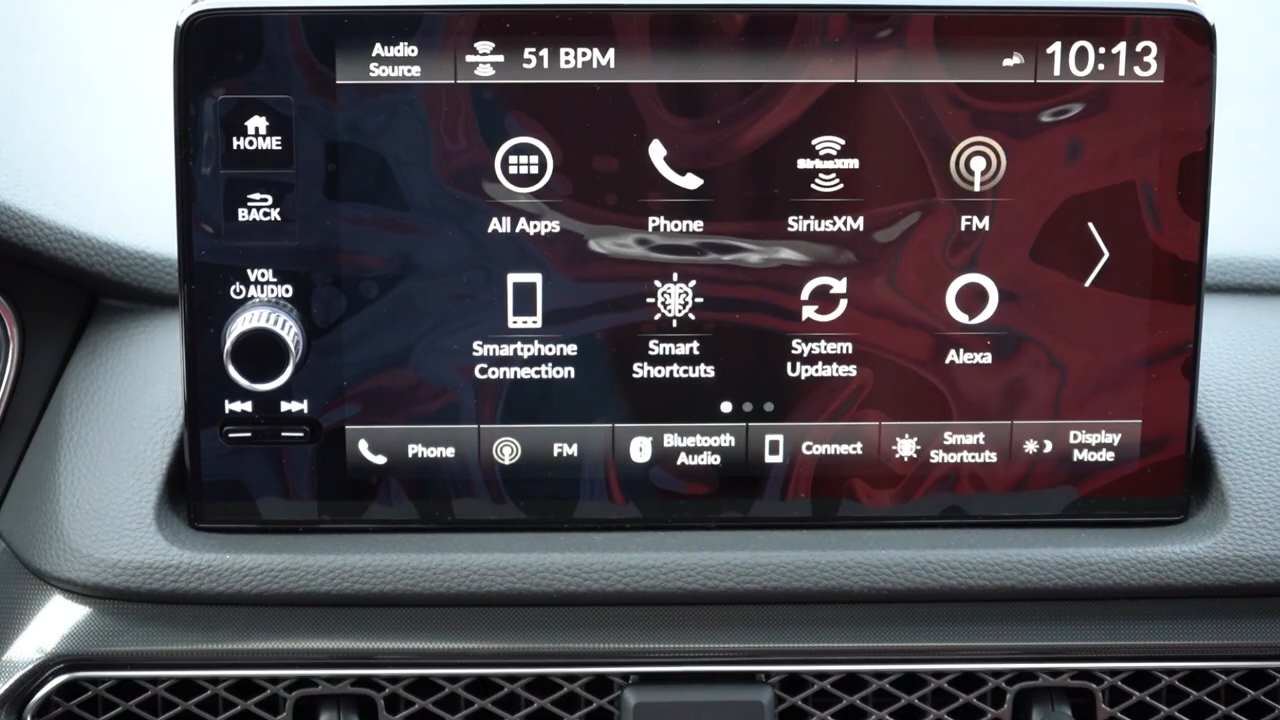 Audio
Source
51 BPM
10:13
HOME
BACK
VOL
AUDIO
All Apps
Phone
SiriusXM
SiriusXM
FM
Smartphone
Connection
Smart
Shortcuts
System
Updates
Alexa
Phone
FM
Bluetooth
Audio
Connect
Smart
Shortcuts
Display
Mode